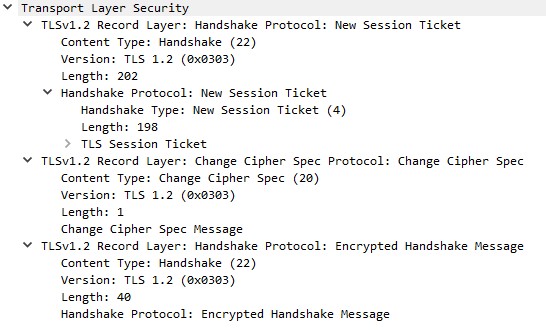 Transport Layer Security
TLSv1.2 Record Layer: Handshake Protocol: New Session Ticket
Content Type: Handshake (22)
Version: TLS 1.2 (0x0303)
Length: 202
Handshake Protocol: New Session Ticket
Handshake Type: New Session Ticket (4)
Length: 198
TLS Session Ticket
TLSv1.2 Record Layer: Change Cipher Spec Protocol: Change Cipher Spec
Content Type: Change Cipher Spec (20)
Version: TLS 1.2 (0x0303)
Length: 1
Change Cipher Spec Message
TLSv1.2 Record Layer: Handshake Protocol: Encrypted Handshake Message
Content Type: Handshake (22)
Version: TLS 1.2 (0x0303)
Length: 40
Handshake Protocol: Encrypted Handshake Message